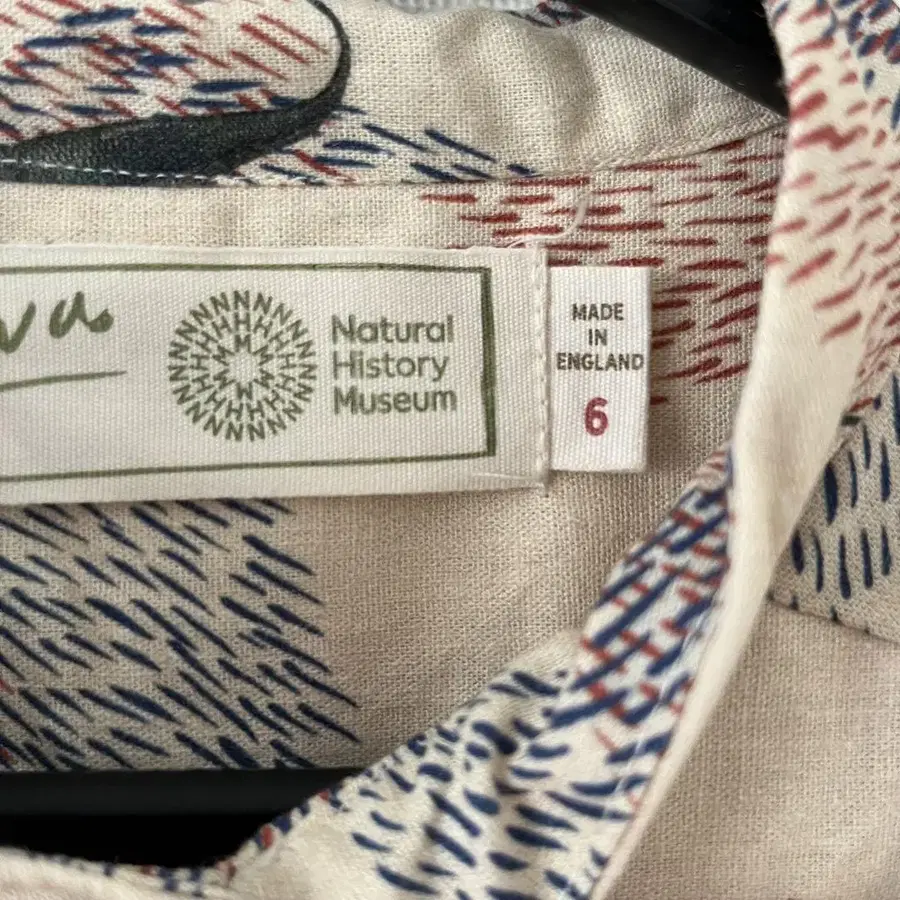 Natural
History
Museum
MADE
IN
ENGLAND
6